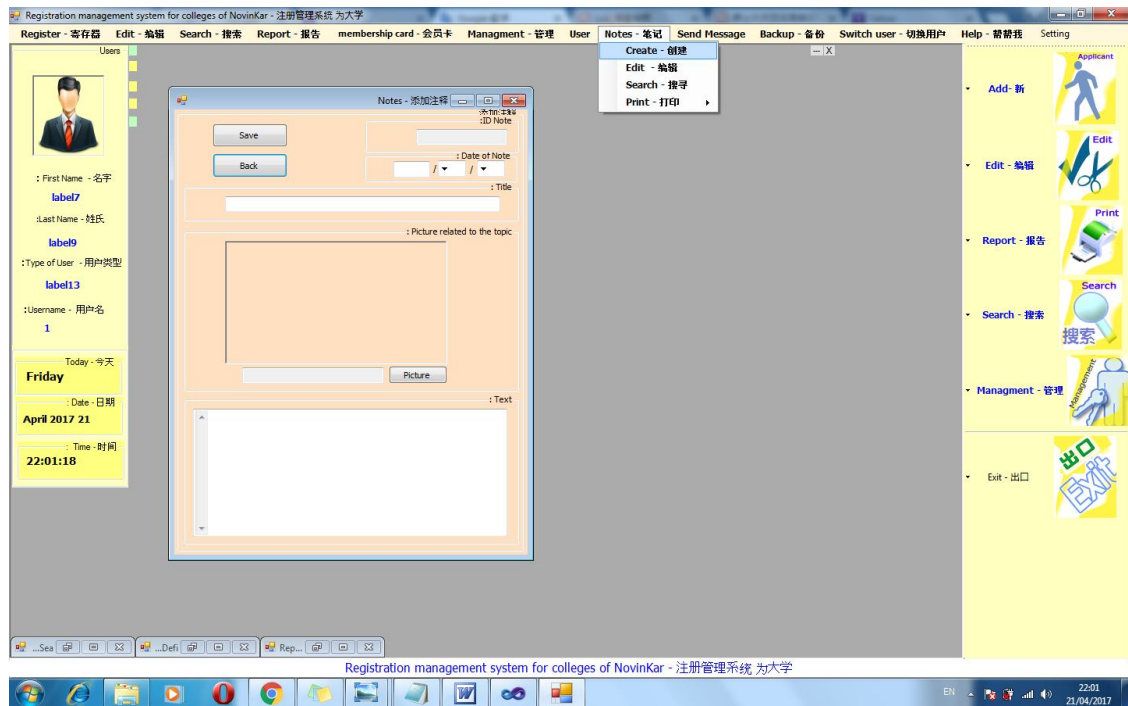 Registration management system for colleges of NovinKar - 注册管理系统 为大学
Register - 寄存器 Edit - 编辑 Search - 搜索 Report - 报告 membership card - 会员卡 Managment - 管理 User Notes - 笔记 Send Message Backup - 备份 Switch user - 切换用户 Help - 帮帮我 Setting
Create - 创建
Edit - 编辑
Search - 搜寻
Print - 打印
Users
: First Name - 名字
label7
:Last Name - 姓氏
label9
:Type of User - 用户类型
label13
:Username - 用户名
1
Today - 今天
Friday
: Date - 日期
April 2017 21
: Time - 时间
22:01:18
Notes - 添加注释
添加注释
:ID Note
Save
: Date of Note
Back
/ /
: Title
: Picture related to the topic
Picture
: Text
— X
Applicant
Add- 新
Edit
Edit - 编辑
Print
Report - 报告
Search
Search - 搜索
搜索
Management
Managment - 管理
出口
Exit
Exit - 出口
...Sea
...Defi
Rep...
Registration management system for colleges of NovinKar - 注册管理系统 为大学
EN
22:01
21/04/2017